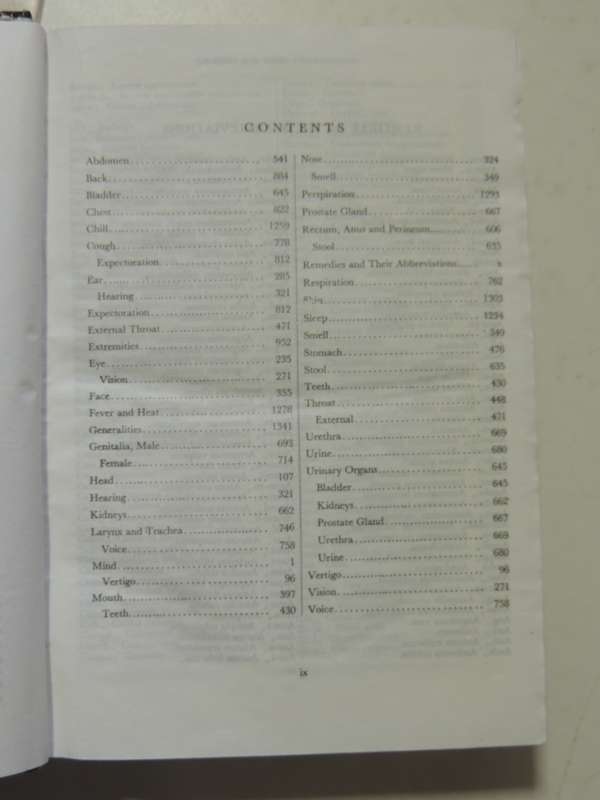 CONTENTS
Abdomen 541
Back 884
Bladder 645
Chest 822
Chill 1259
Cough 778
Expectoration 812
Ear 285
Hearing 321
Expectoration 812
External Throat 471
Extremities 952
Eye 235
Vision 271
Face 355
Fever and Heat 1278
Generalities 1341
Genitalia, Male 693
Female 714
Head 107
Hearing 321
Kidneys 662
Larynx and Trachea 746
Voice 758
Mind 1
Vertigo 96
Mouth 397
Teeth 430
Nose 324
Smell 349
Perspiration 1293
Prostate Gland 667
Rectum, Anus and Perineum 606
Stool 635
Remedies and Their Abbreviations x
Respiration 762
Skin 1303
Sleep 1234
Smell 349
Stomach 476
Stool 635
Teeth 430
Throat 448
External 471
Urethra 669
Urine 680
Urinary Organs 645
Bladder 645
Kidneys 662
Prostate Gland 667
Urethra 669
Urine 680
Vertigo 96
Vision 271
Voice 758
ix